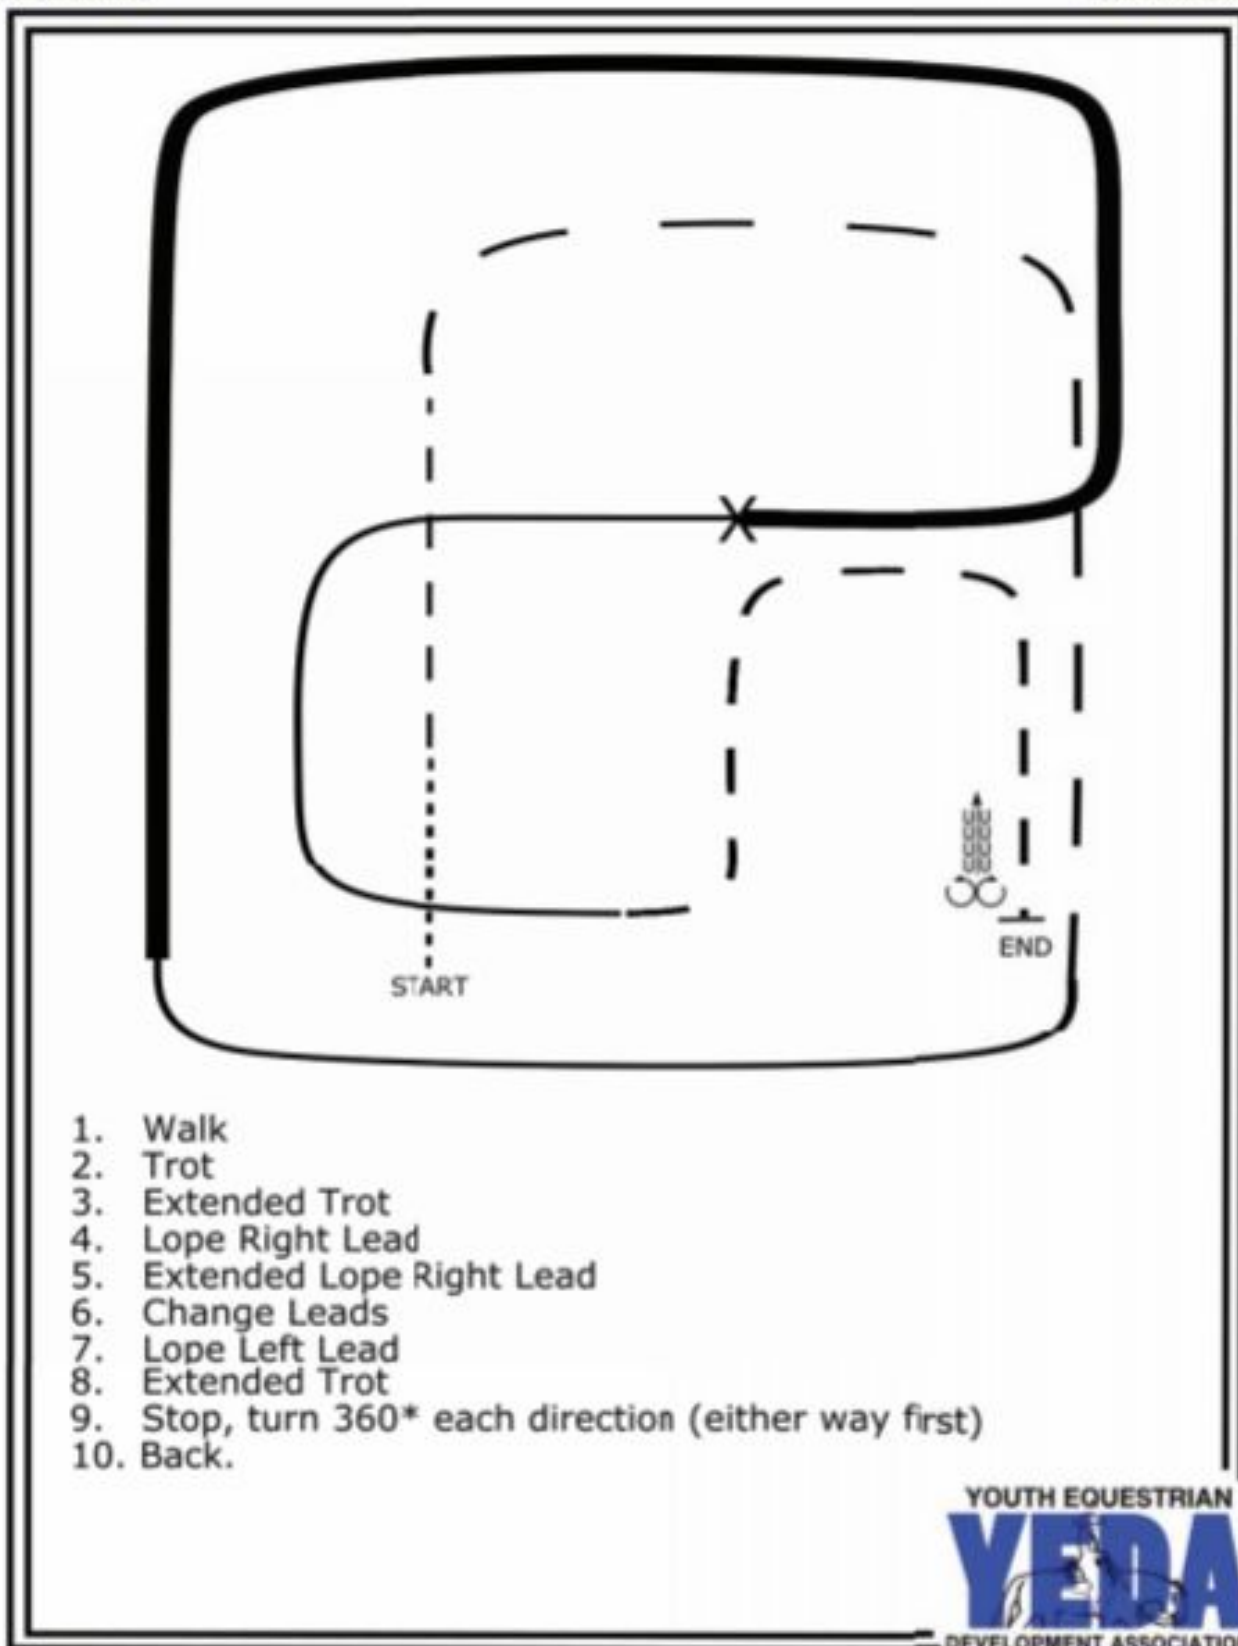 X
START
END
1. Walk
2. Trot
3. Extended Trot
4. Lope Right Lead
5. Extended Lope Right Lead
6. Change Leads
7. Lope Left Lead
8. Extended Trot
9. Stop, turn 360* each direction (either way first)
10. Back.
YOUTH EQUESTRIAN
YEDA
DEVELOPMENT ASSOCIATION